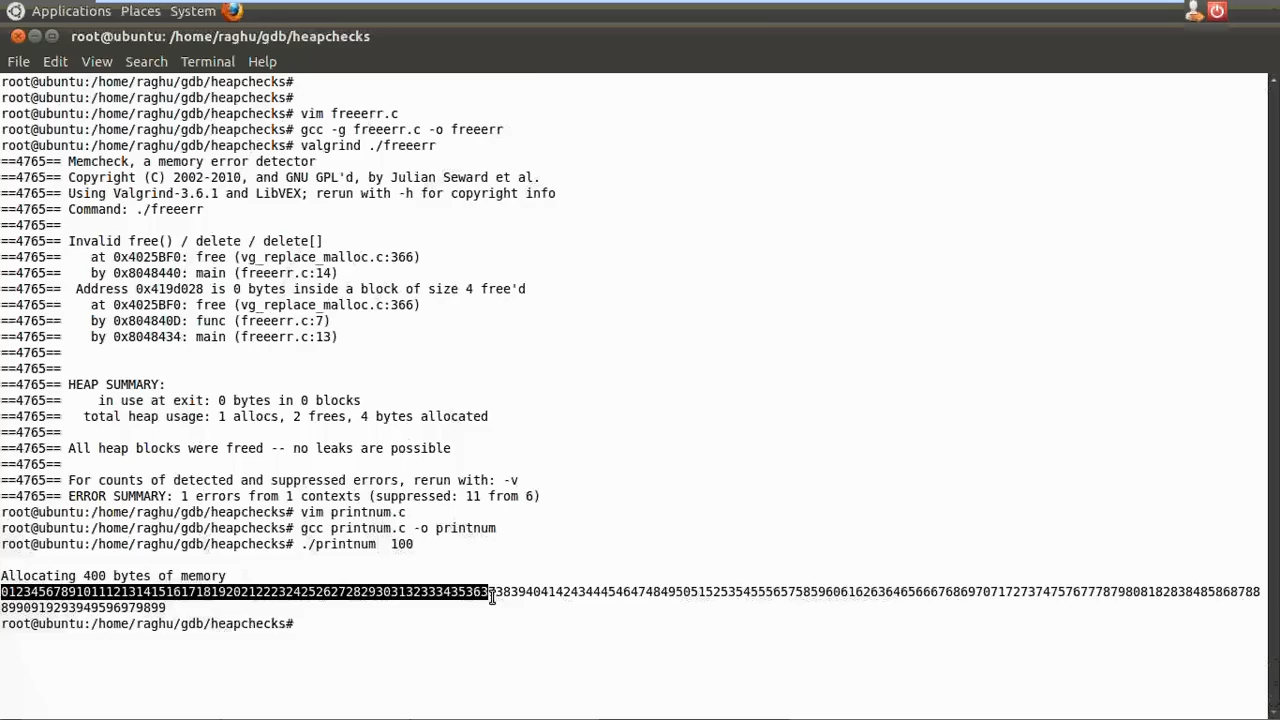 Applications Places System
root@ubuntu: /home/raghu/gdb/heapchecks
File Edit View Search Terminal Help
root@ubuntu:/home/raghu/gdb/heapchecks#
root@ubuntu:/home/raghu/gdb/heapchecks#
root@ubuntu:/home/raghu/gdb/heapchecks# vim freeerr.c
root@ubuntu:/home/raghu/gdb/heapchecks# gcc -g freeerr.c -o freeerr
root@ubuntu:/home/raghu/gdb/heapchecks# valgrind ./freeerr
==4765== Memcheck, a memory error detector
==4765== Copyright (C) 2002-2010, and GNU GPL'd, by Julian Seward et al.
==4765== Using Valgrind-3.6.1 and LibVEX; rerun with -h for copyright info
==4765== Command: ./freeerr
==4765==
==4765== Invalid free() / delete / delete[]
==4765==    at 0x4025BF0: free (vg_replace_malloc.c:366)
==4765==    by 0x8048440: main (freeerr.c:14)
==4765==  Address 0x419d028 is 0 bytes inside a block of size 4 free'd
==4765==    at 0x4025BF0: free (vg_replace_malloc.c:366)
==4765==    by 0x804840D: func (freeerr.c:7)
==4765==    by 0x8048434: main (freeerr.c:13)
==4765==
==4765==
==4765== HEAP SUMMARY:
==4765==     in use at exit: 0 bytes in 0 blocks
==4765==   total heap usage: 1 allocs, 2 frees, 4 bytes allocated
==4765==
==4765== All heap blocks were freed -- no leaks are possible
==4765==
==4765== For counts of detected and suppressed errors, rerun with: -v
==4765== ERROR SUMMARY: 1 errors from 1 contexts (suppressed: 11 from 6)
root@ubuntu:/home/raghu/gdb/heapchecks# vim printnum.c
root@ubuntu:/home/raghu/gdb/heapchecks# gcc printnum.c -o printnum
root@ubuntu:/home/raghu/gdb/heapchecks# ./printnum  100
Allocating 400 bytes of memory
012345678910111213141516171819202122232425262728293031323334353637383940414243444546474849505152535455565758596061626364656667686970717273747576777879808182838485868788
8990919293949596979899
root@ubuntu:/home/raghu/gdb/heapchecks#